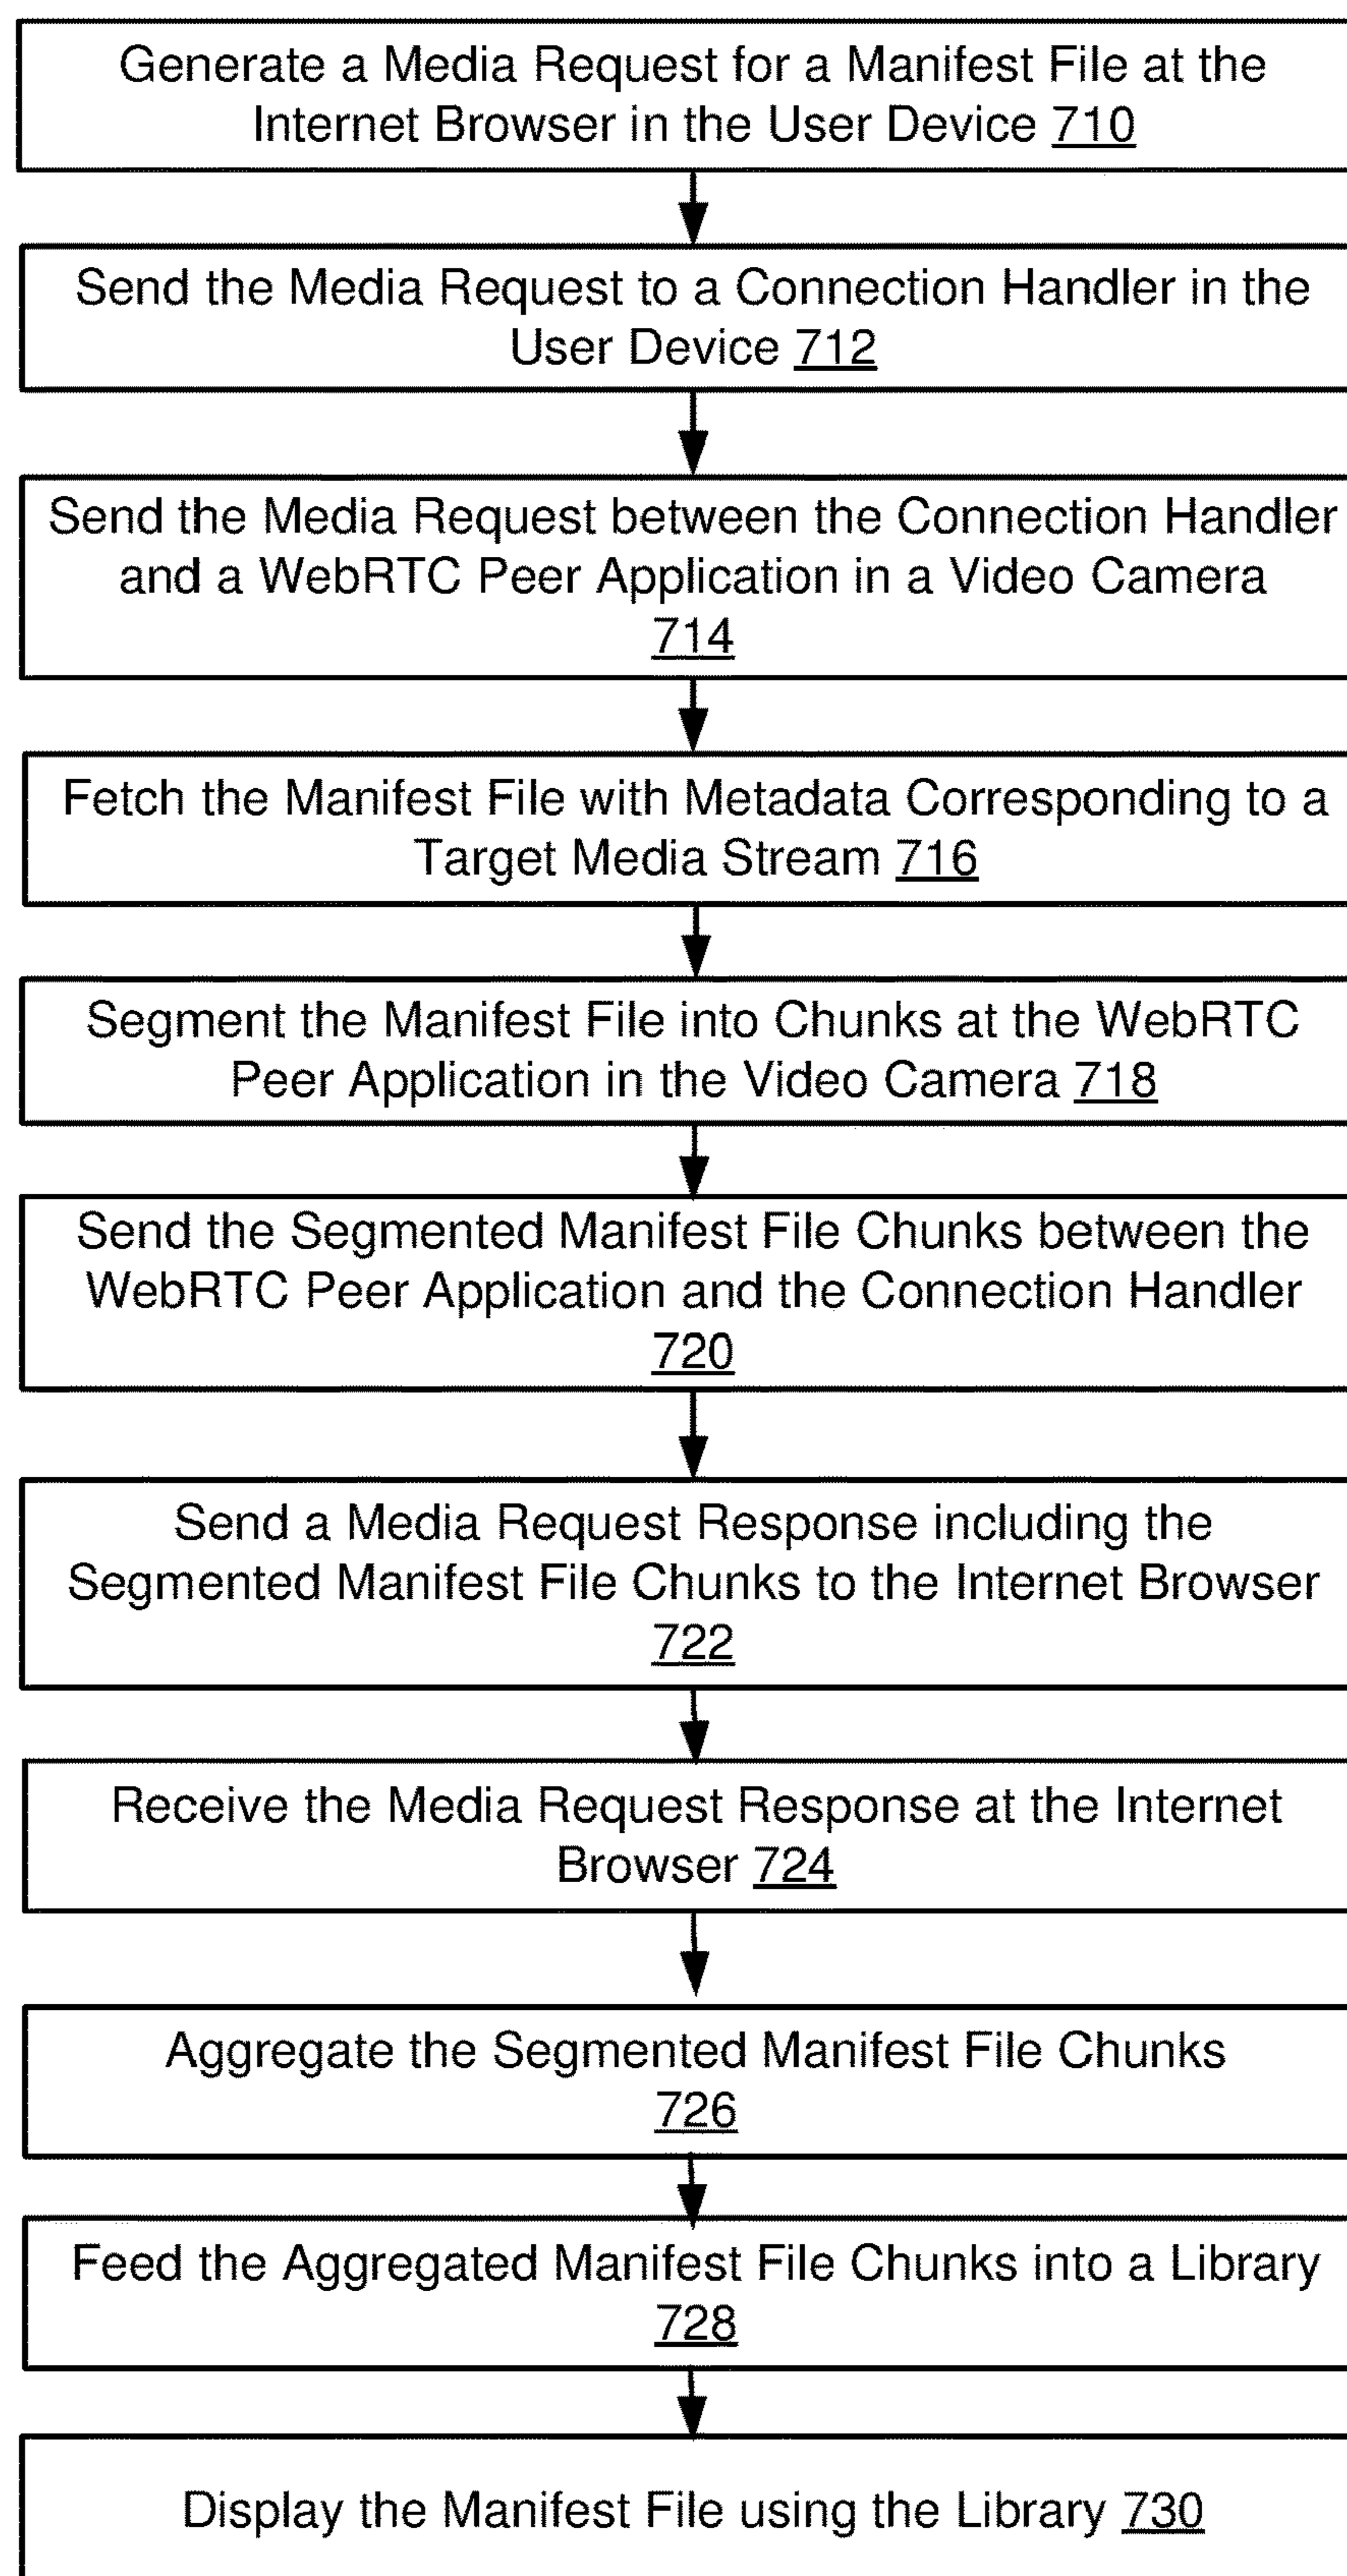 Generate a Media Request for a Manifest File at the
Internet Browser in the User Device 710
Send the Media Request to a Connection Handler in the
User Device 712
Send the Media Request between the Connection Handler
and a WebRTC Peer Application in a Video Camera
714
Fetch the Manifest File with Metadata Corresponding to a
Target Media Stream 716
Segment the Manifest File into Chunks at the WebRTC
Peer Application in the Video Camera 718
Send the Segmented Manifest File Chunks between the
WebRTC Peer Application and the Connection Handler
720
Send a Media Request Response including the
Segmented Manifest File Chunks to the Internet Browser
722
Receive the Media Request Response at the Internet
Browser 724
Aggregate the Segmented Manifest File Chunks
726
Feed the Aggregated Manifest File Chunks into a Library
728
Display the Manifest File using the Library 730